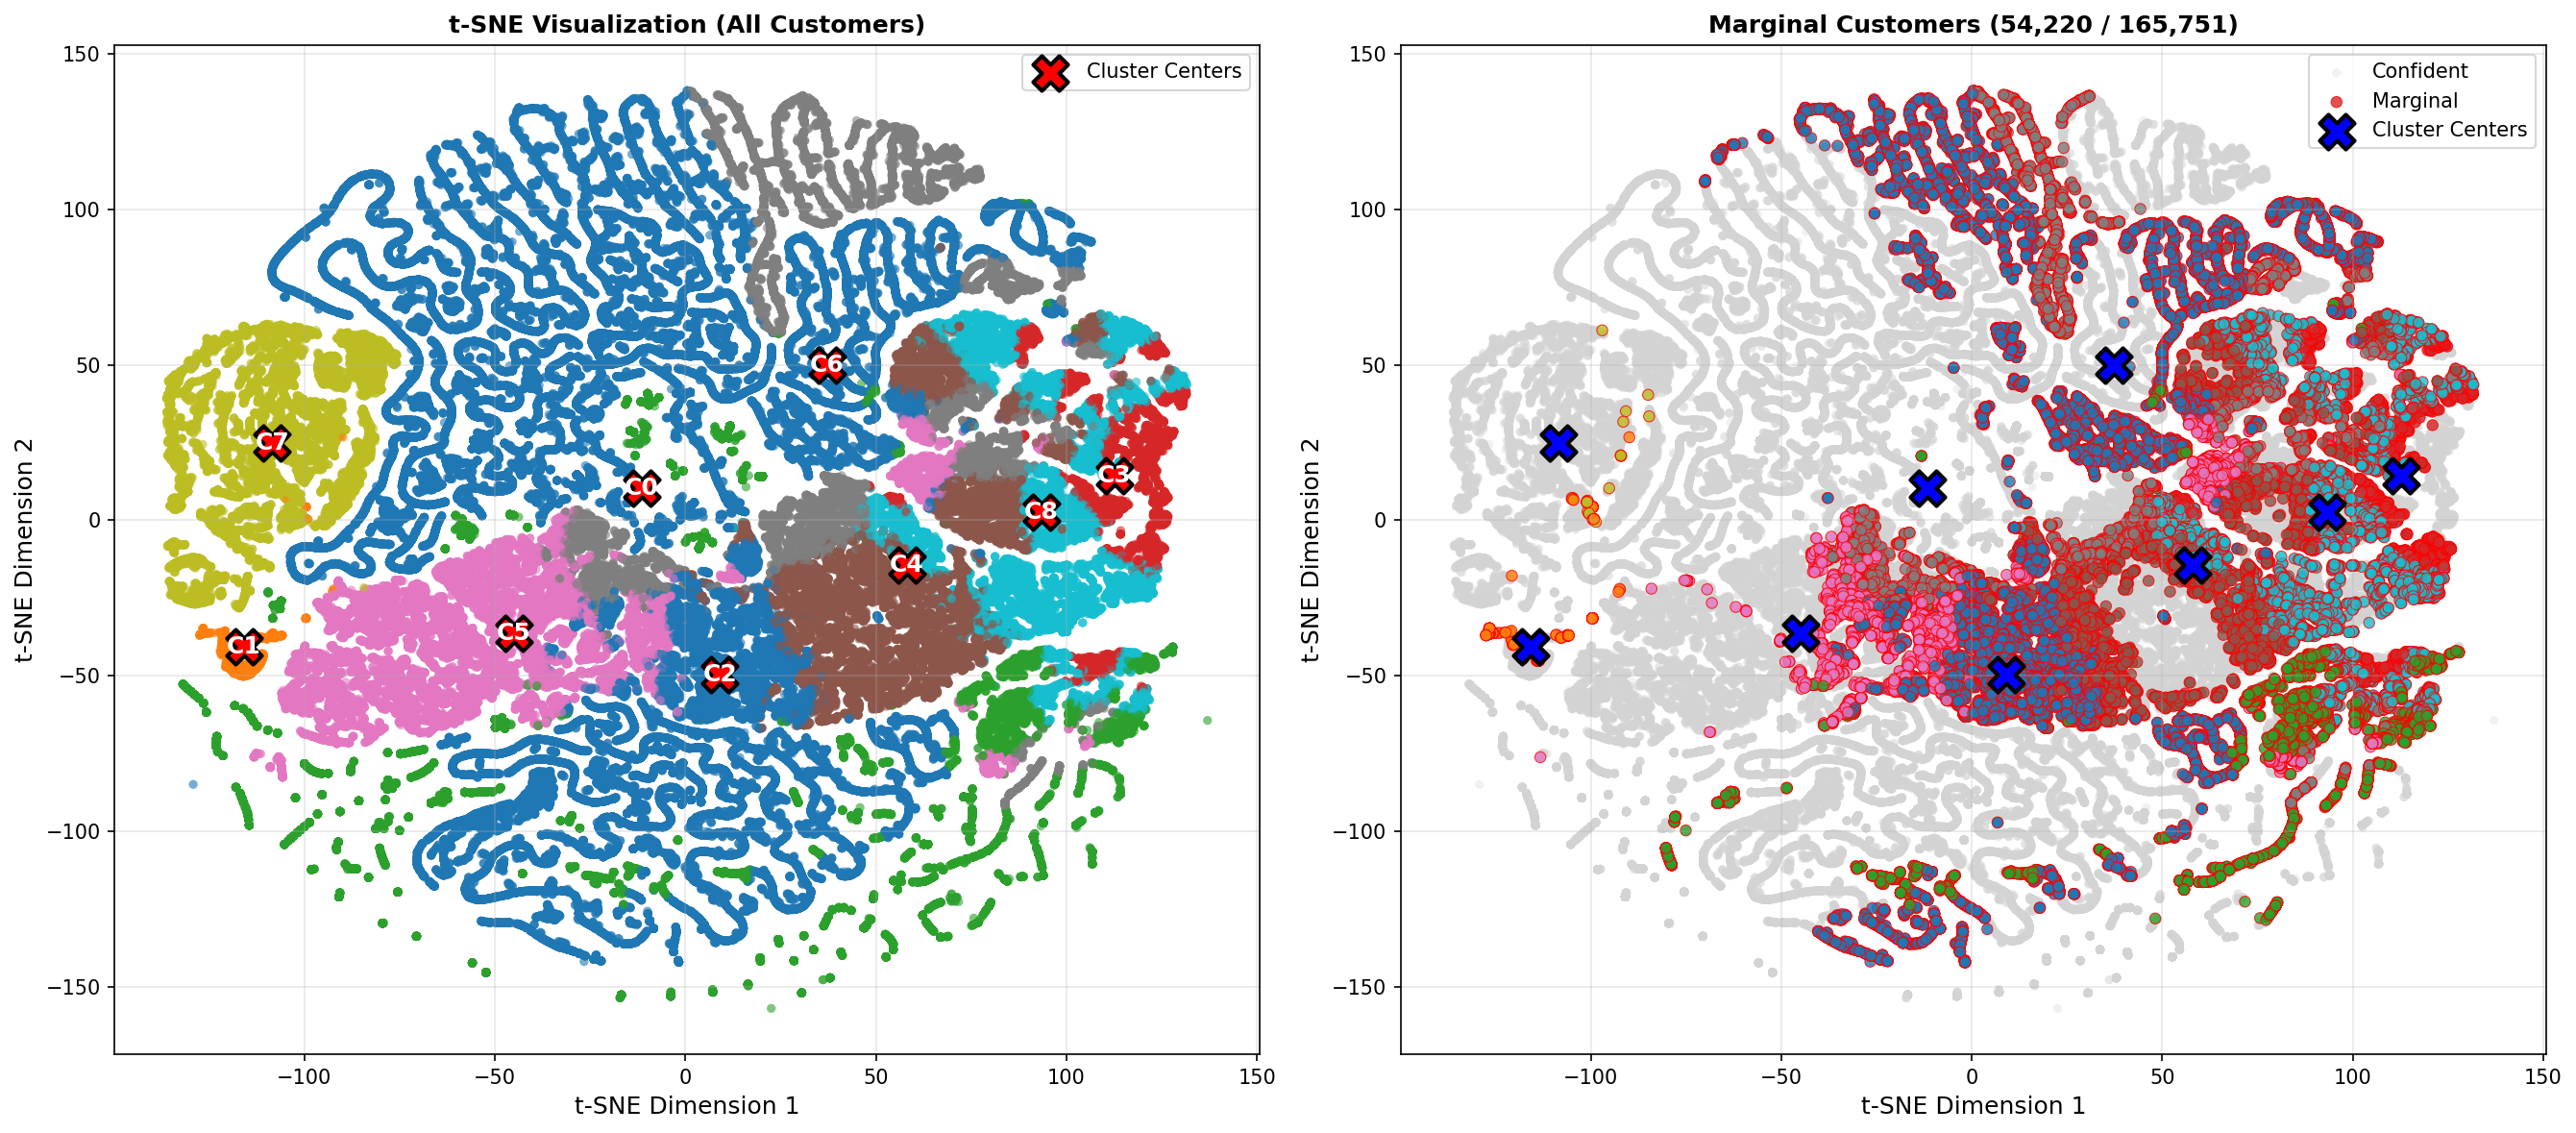 t-SNE Visualization (All Customers)
Cluster Centers
150
100
50
0
−50
−100
−150
t-SNE Dimension 2
C7
C6
C0
C3
C8
C4
C5
C1
C2
−100
−50
0
50
100
150
t-SNE Dimension 1
Marginal Customers (54,220 / 165,751)
Confident
Marginal
Cluster Centers
150
100
50
0
−50
−100
−150
t-SNE Dimension 2
−100
−50
0
50
100
150
t-SNE Dimension 1